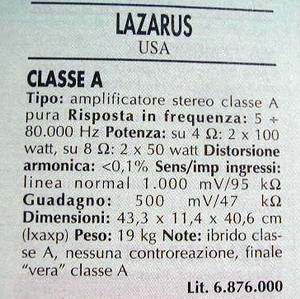 LAZARUS
USA
CLASSE A
Tipo: amplificatore stereo classe A
pura Risposta in frequenza: 5 ÷
80.000 Hz Potenza: su 4 Ω: 2 x 100
watt, su 8 Ω: 2 x 50 watt Distorsione
armonica: <0,1% Sens/imp ingressi:
linea normal 1.000 mV/95 kΩ
Guadagno: 500 mV/47 kΩ
Dimensioni: 43,3 x 11,4 x 40,6 cm
(lxaxp) Peso: 19 kg Note: ibrido clas-
se A, nessuna controreazione, finale
"vera" classe A
Lit. 6.876.000